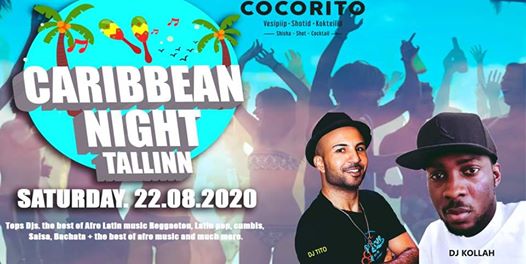 COCORITO
Vesipiip - Shotid - Kokteilid
Shisha - Shot - Cocktail
CARIBBEAN
NIGHT
TALLINN
SATURDAY. 22.08.2020
Tops Djs. the best of Afro Latin music Reggaeton, Latin pop, cumbis,
Salsa, Bachata + the best of afro music and much more.
DJ TITO
DJ KOLLAH